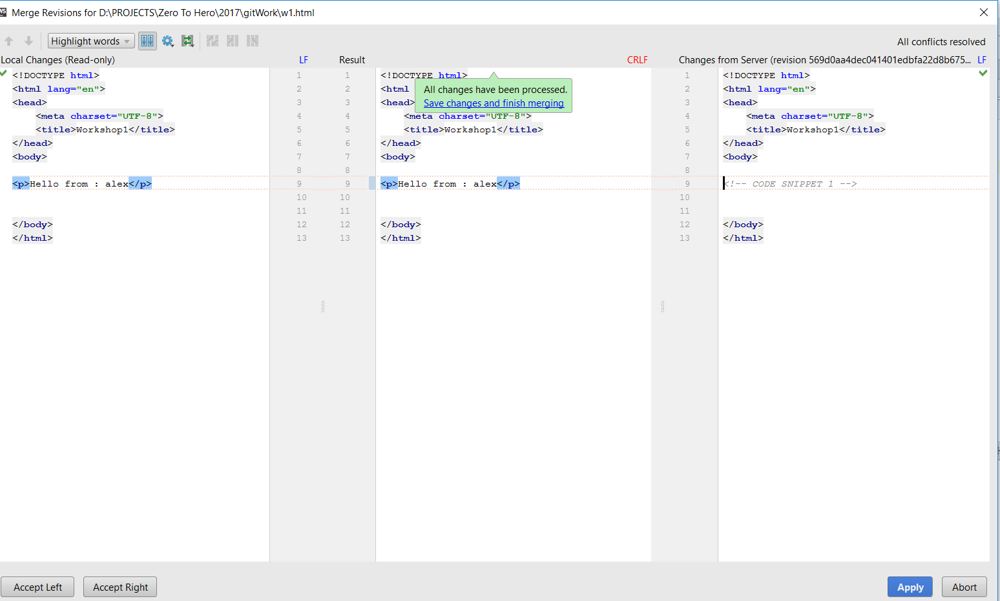 WS Merge Revisions for D:\PROJECTS\Zero To Hero\2017\gitWork\w1.html
Highlight words
All conflicts resolved
Local Changes (Read-only) LF Result CRLF Changes from Server (revision 569d0aa4dec041401edbfa22d8b675... LF
<!DOCTYPE html>
<html lang="en">
<head>
<meta charset="UTF-8">
<title>Workshop1</title>
</head>
<body>
<p>Hello from : alex</p>
</body>
</html>
1 1
2 2
3 3
4 4
5 5
6 6
7 7
8 8
9 9
10 10
11 11
12 12
13 13
<!DOCTYPE html>
<html
<head>
<meta charset="UTF-8">
<title>Workshop1</title>
</head>
<body>
<p>Hello from : alex</p>
</body>
</html>
All changes have been processed.
Save changes and finish merging
1
2
3
4
5
6
7
8
9
10
11
12
13
<!DOCTYPE html>
<html lang="en">
<head>
<meta charset="UTF-8">
<title>Workshop1</title>
</head>
<body>
<!-- CODE SNIPPET 1 -->
</body>
</html>
Accept Left Accept Right Apply Abort